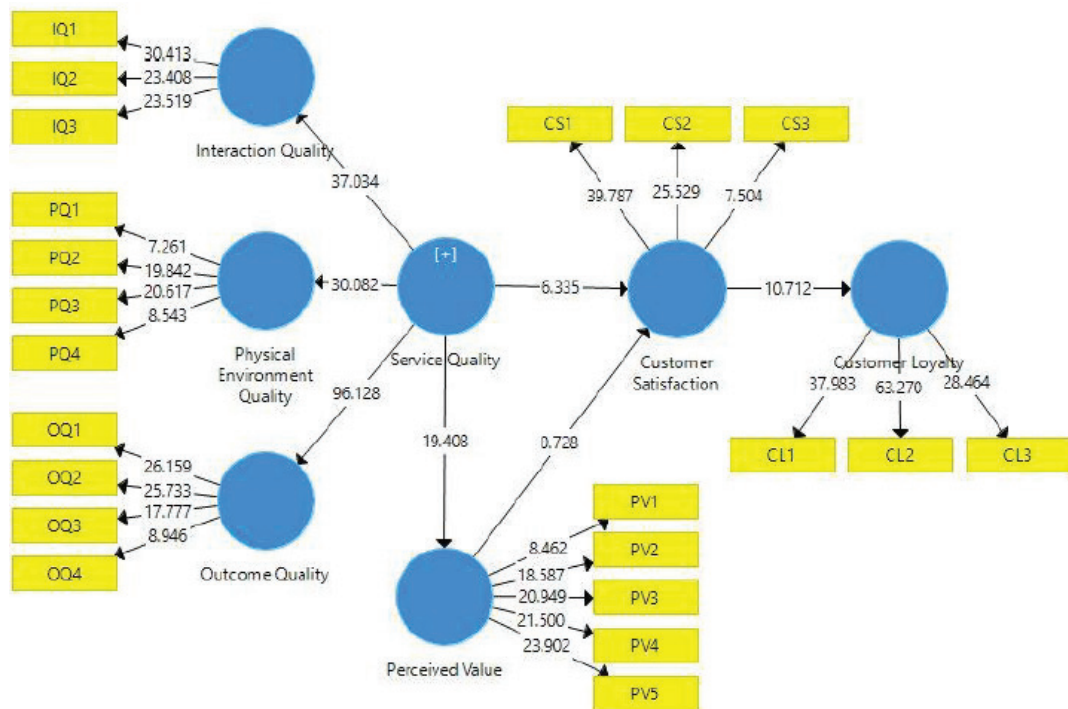 IQ1
IQ2
IQ3
30.413
23.408
23.519
Interaction Quality
37.034
PQ1
PQ2
PQ3
PQ4
7.261
19.842
20.617
8.543
Physical
Environment
Quality
30.082
[+]
Service Quality
96.128
OQ1
OQ2
OQ3
OQ4
26.159
25.733
17.777
8.946
Outcome Quality
19.408
6.335
0.728
CS1
CS2
CS3
39.787
25.529
7.504
Customer
Satisfaction
10.712
Customer Loyalty
37.983
63.270
28.464
CL1
CL2
CL3
Perceived Value
8.462
18.587
20.949
21.500
23.902
PV1
PV2
PV3
PV4
PV5